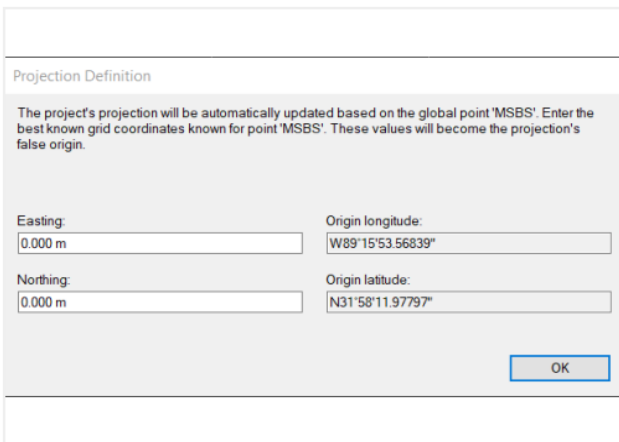 Projection Definition
The project's projection will be automatically updated based on the global point 'MSBS'. Enter the
best known grid coordinates known for point 'MSBS'. These values will become the projection's
false origin.
Easting:
0.000 m
Origin longitude:
W89°15'53.56839"
Northing:
0.000 m
Origin latitude:
N31°58'11.97797"
OK